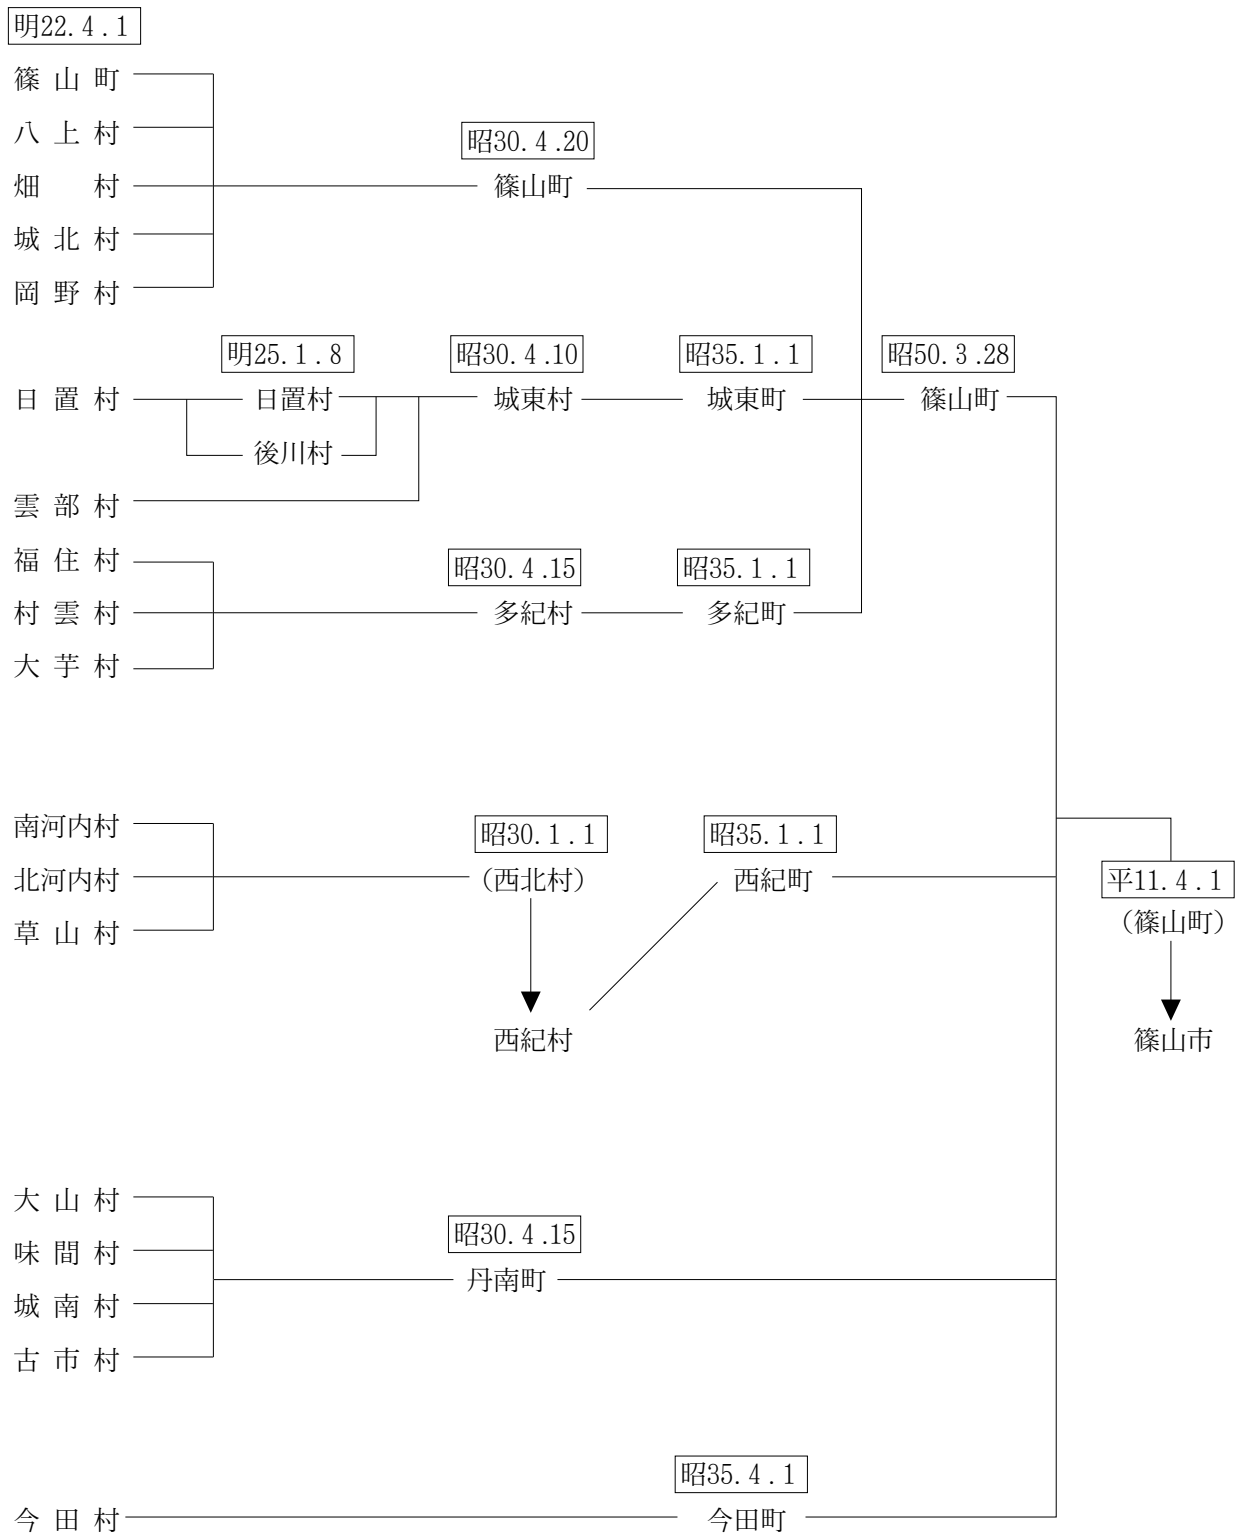 明22.4.1
篠山町
八上村
昭30.4.20
畑村
篠山町
城北村
岡野村
明25.1.8
昭30.4.10
昭35.1.1
昭50.3.28
日置村
日置村
城東村
城東町
篠山町
後川村
雲部村
福住村
昭30.4.15
昭35.1.1
村雲村
多紀村
多紀町
大芋村
南河内村
昭30.1.1
昭35.1.1
北河内村
(西北村)
西紀町
平11.4.1
(篠山町)
草山村
西紀村
篠山市
大山村
昭30.4.15
味間村
丹南町
城南村
古市村
昭35.4.1
今田村
今田町